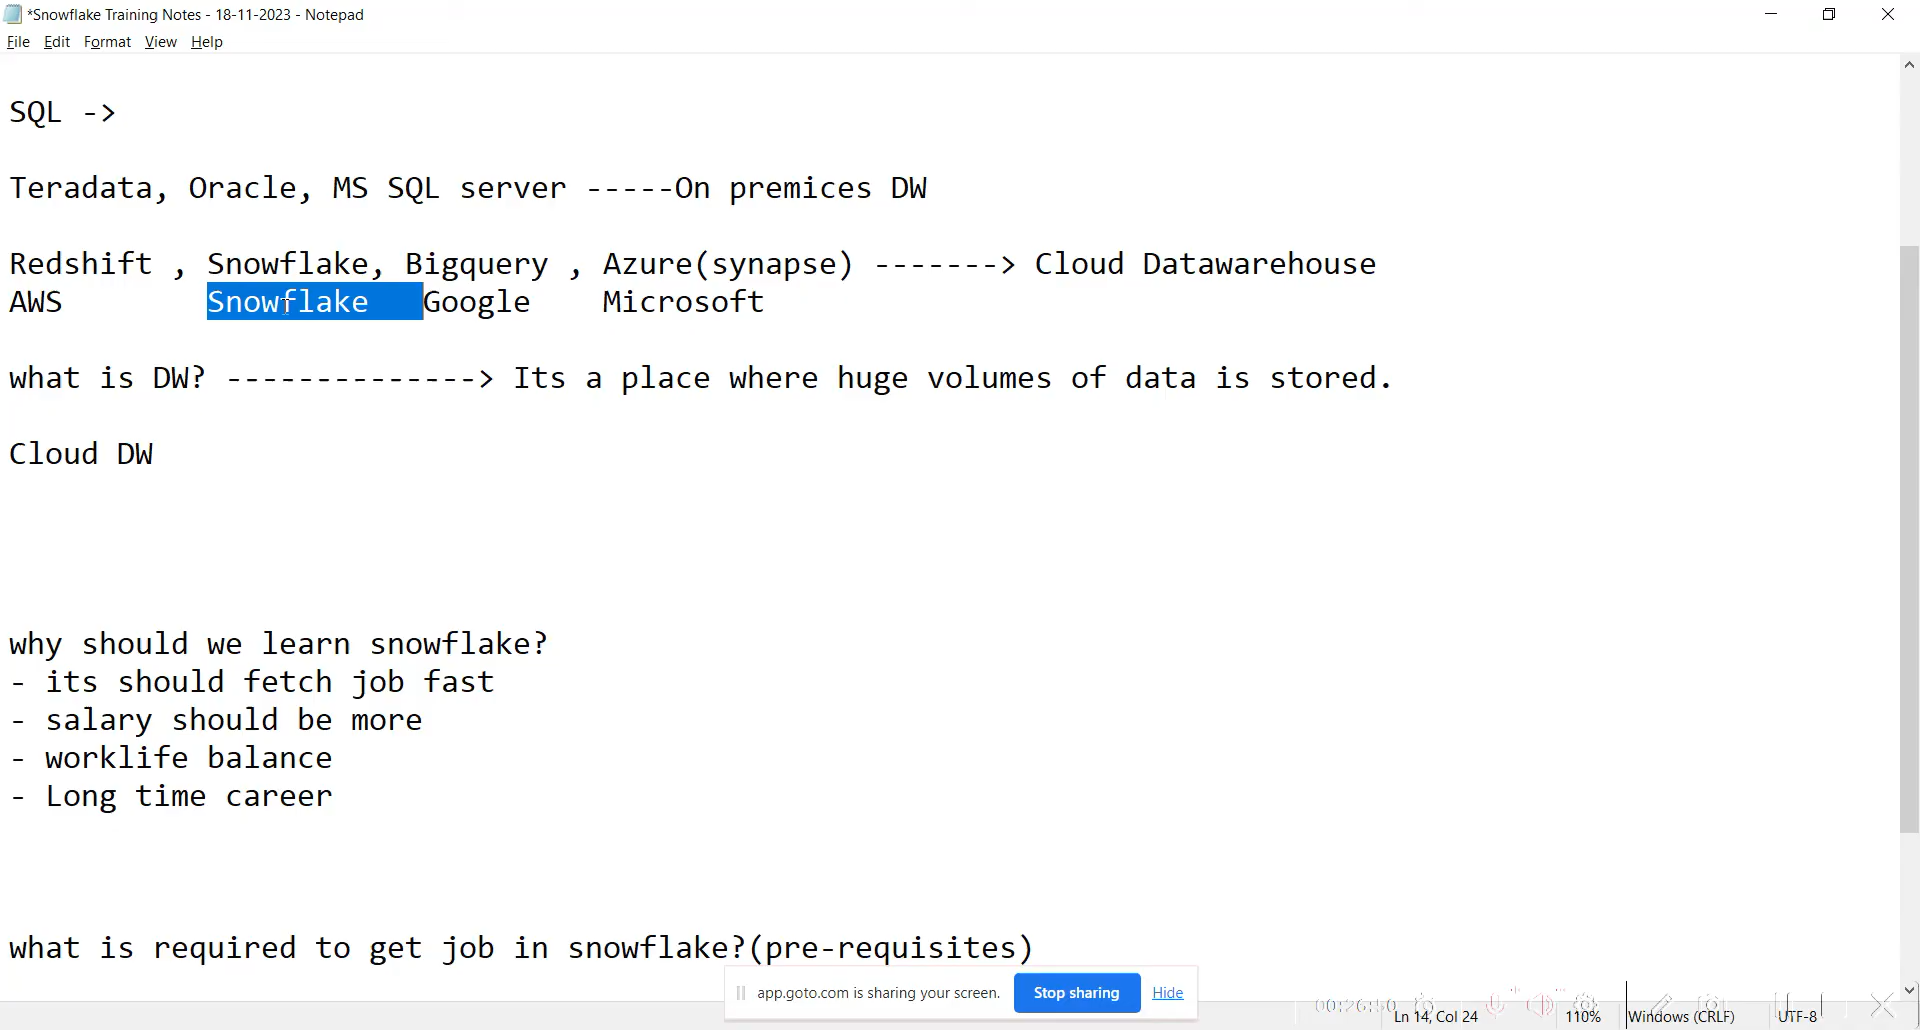 *Snowflake Training Notes - 18-11-2023 - Notepad
File Edit Format View Help
SQL ->
Teradata, Oracle, MS SQL server -----On premices DW
Redshift , Snowflake, Bigquery , Azure(synapse) -------> Cloud Datawarehouse
AWS Snowflake Google Microsoft
what is DW? --------------> Its a place where huge volumes of data is stored.
Cloud DW
why should we learn snowflake?
- its should fetch job fast
- salary should be more
- worklife balance
- Long time career
what is required to get job in snowflake?(pre-requisites)
app.goto.com is sharing your screen. Stop sharing Hide
Ln 14, Col 24 110% Windows (CRLF) UTF-8